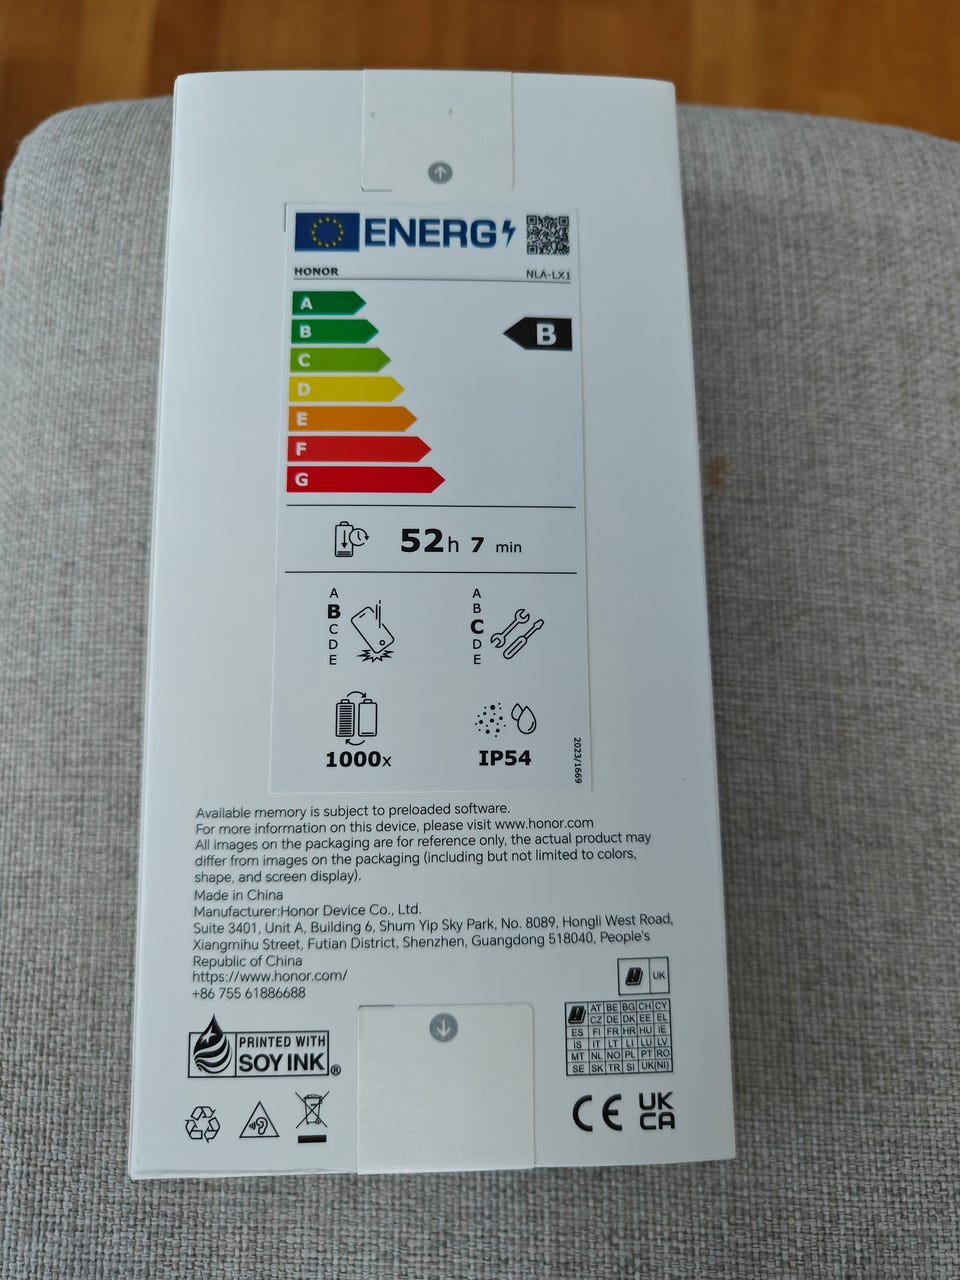 ENERG
HONOR NLA-LX1
A
B B
C
D
E
F
G
52h 7 min
A
B
C
D
E
A
B
C
D
E
1000x
IP54
2023/1669
Available memory is subject to preloaded software.
For more information on this device, please visit www.honor.com
All images on the packaging are for reference only, the actual product may
differ from images on the packaging (including but not limited to colors,
shape, and screen display).
Made in China
Manufacturer:Honor Device Co., Ltd.
Suite 3401, Unit A, Building 6, Shum Yip Sky Park, No. 8089, Hongli West Road,
Xiangmihu Street, Futian District, Shenzhen, Guangdong 518040, People's
Republic of China
https://www.honor.com/
+86 755 61886688
UK
AT BE BG CH CY
CZ DE DK EE EL
ES FI FR HR HU IE
IS IT LT LI LU LV
MT NL NO PL PT RO
SE SK TR SI UK(NI)
PRINTED WITH
SOY INK®
CE
UK
CA